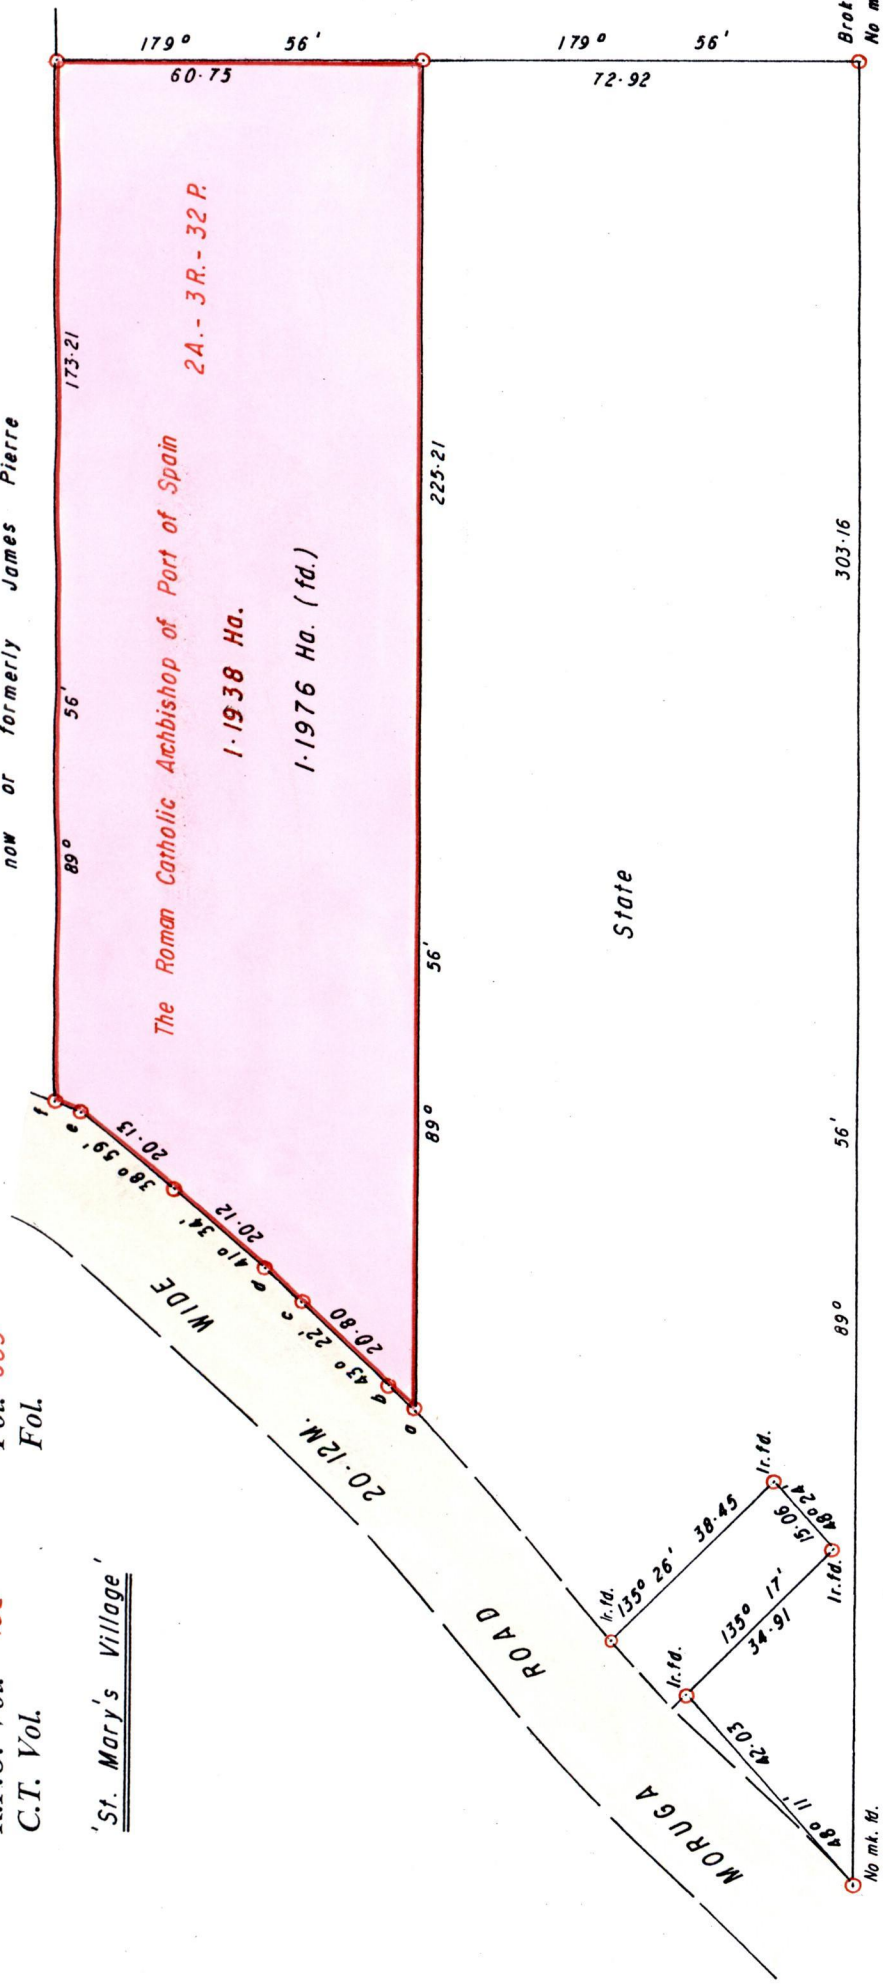 now or formerly James Pierre
Fol.
C.T. Vol.
'St. Mary's Village'
89° 56' 173·21
179° 56'
60·75
179° 56'
72·92
No
The Roman Catholic Archbishop of Port of Spain 2A.- 3R.- 32 P.
1·1938 Ha.
1·1976 Ha. (fd.)
f
e
38° 59'
20·13
41° 34'
20·12
d
c
43° 22'
20·80
b
a
89° 56' 225·21
State
MORUGA ROAD 20·12M. WIDE
Ir. fd.
135° 26' 38·45
Ir. fd.
15·06
48° 24'
Ir. fd.
135° 17'
34·91
Ir. fd.
42·03
48° 11'
No mk. fd.
89° 56' 303·16